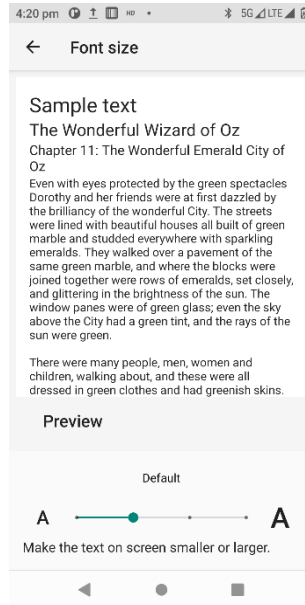 4:20 pm HD 5G LTE
Font size
Sample text
The Wonderful Wizard of Oz
Chapter 11: The Wonderful Emerald City of
Oz
Even with eyes protected by the green spectacles
Dorothy and her friends were at first dazzled by
the brilliancy of the wonderful City. The streets
were lined with beautiful houses all built of green
marble and studded everywhere with sparkling
emeralds. They walked over a pavement of the
same green marble, and where the blocks were
joined together were rows of emeralds, set closely,
and glittering in the brightness of the sun. The
window panes were of green glass; even the sky
above the City had a green tint, and the rays of the
sun were green.
There were many people, men, women and
children, walking about, and these were all
dressed in green clothes and had greenish skins.
Preview
Default
A A
Make the text on screen smaller or larger.